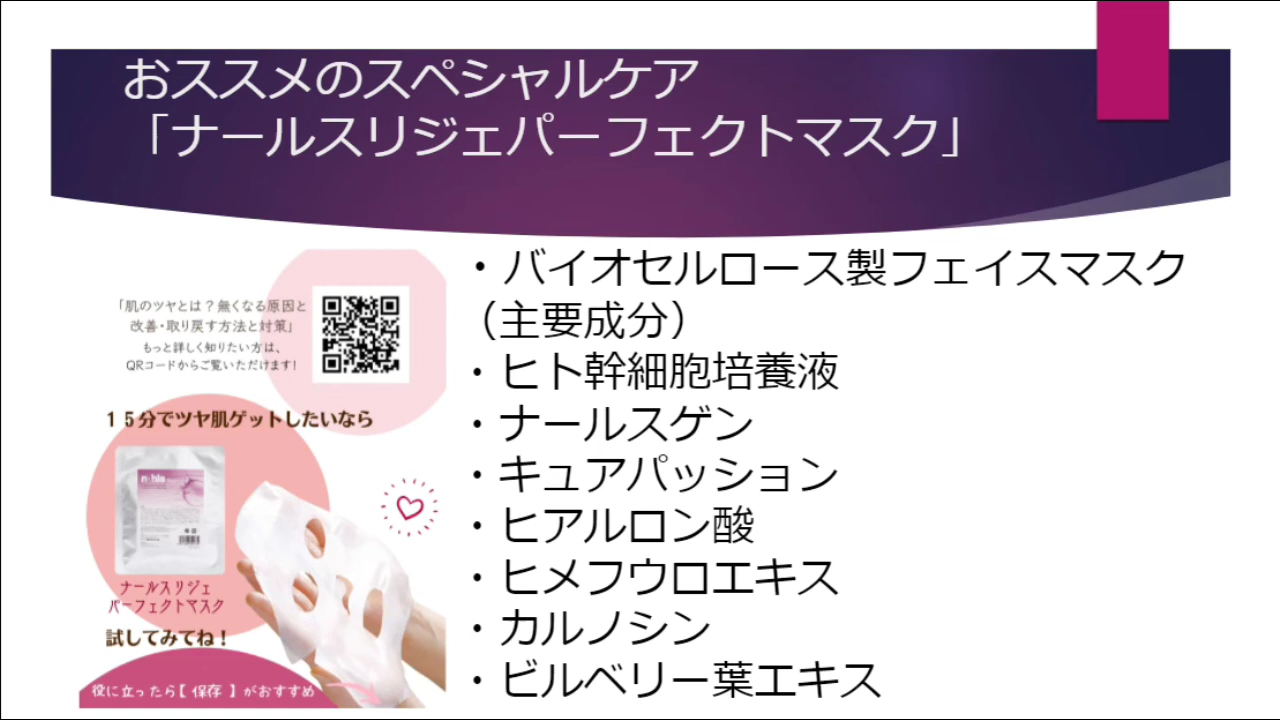 おススメのスペシャルケア
「ナールスリジェパーフェクトマスク」
「肌のツヤとは？無くなる原因と
改善・取り戻す方法と対策」
もっと詳しく知りたい方は、
QRコードからご覧いただけます!
15分でツヤ肌ゲットしたいなら
ナールスリジェ
パーフェクトマスク
試してみてね！
役に立ったら【 保存 】がおすすめ
・バイオセルロース製フェイスマスク
（主要成分）
・ヒト幹細胞培養液
・ナールスゲン
・キュアパッション
・ヒアルロン酸
・ヒメフウロエキス
・カルノシン
・ビルベリー葉エキス